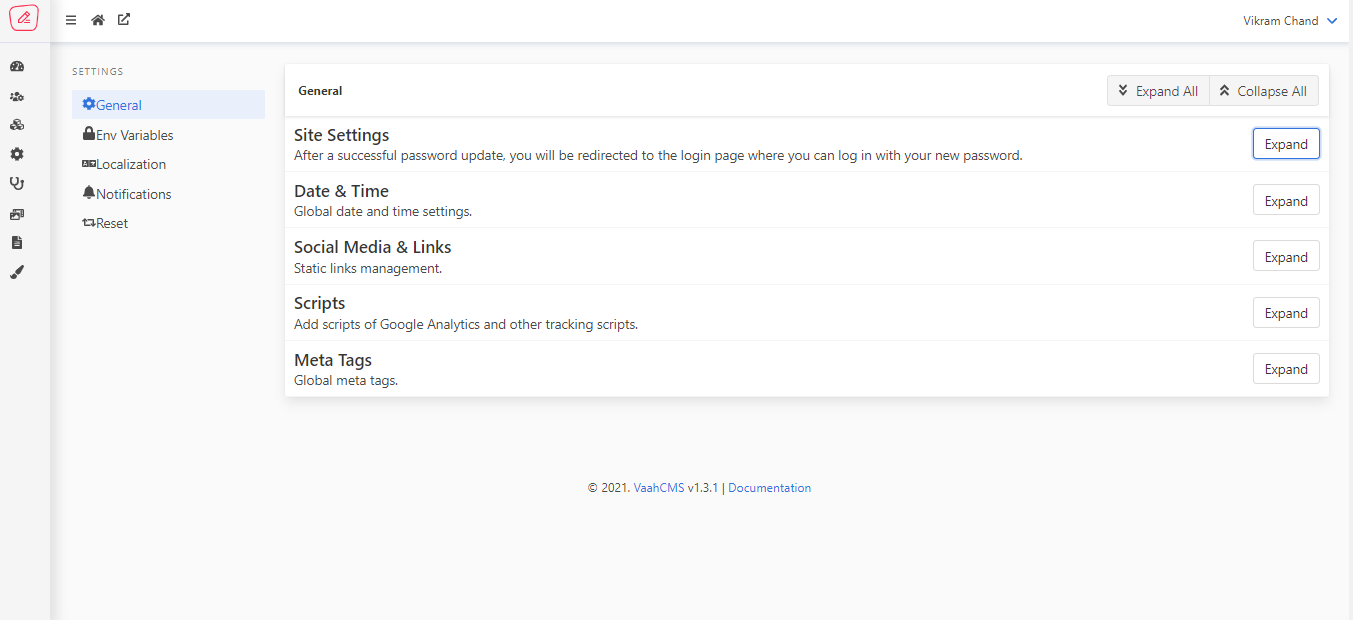 Vikram Chand
SETTINGS
General
Env Variables
Localization
Notifications
Reset
General
Expand All
Collapse All
Site Settings
After a successful password update, you will be redirected to the login page where you can log in with your new password.
Expand
Date & Time
Global date and time settings.
Expand
Social Media & Links
Static links management.
Expand
Scripts
Add scripts of Google Analytics and other tracking scripts.
Expand
Meta Tags
Global meta tags.
Expand
© 2021. VaahCMS v1.3.1 | Documentation